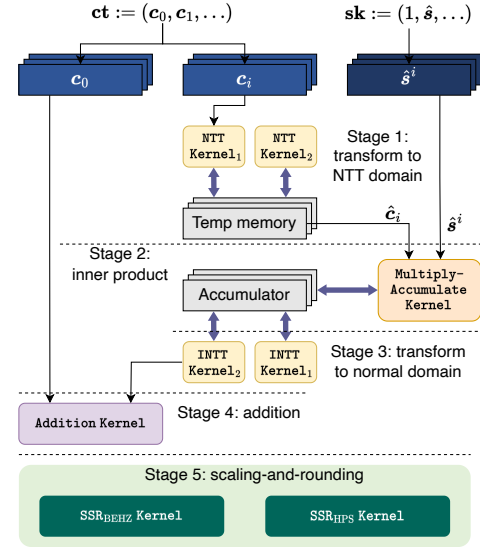 ct := (c₀, c₁, . . .)
sk := (1, ŝ, . . .)
c₀
cᵢ
ŝⁱ
NTT
Kernel₁
NTT
Kernel₂
Stage 1:
transform to
NTT domain
Temp memory
ĉᵢ
ŝⁱ
Stage 2:
inner product
Multiply-
Accumulate
Kernel
Accumulator
INTT
Kernel₂
INTT
Kernel₁
Stage 3: transform
to normal domain
Stage 4: addition
Addition Kernel
Stage 5: scaling-and-rounding
SSR_BEHZ Kernel
SSR_HPS Kernel